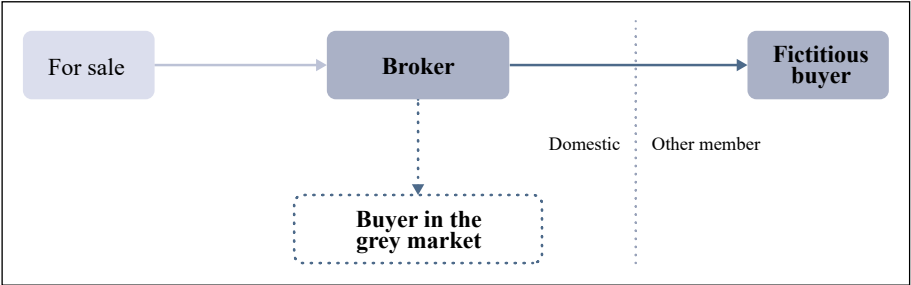 For sale
Broker
Fictitious
buyer
Domestic
Other member
Buyer in the
grey market